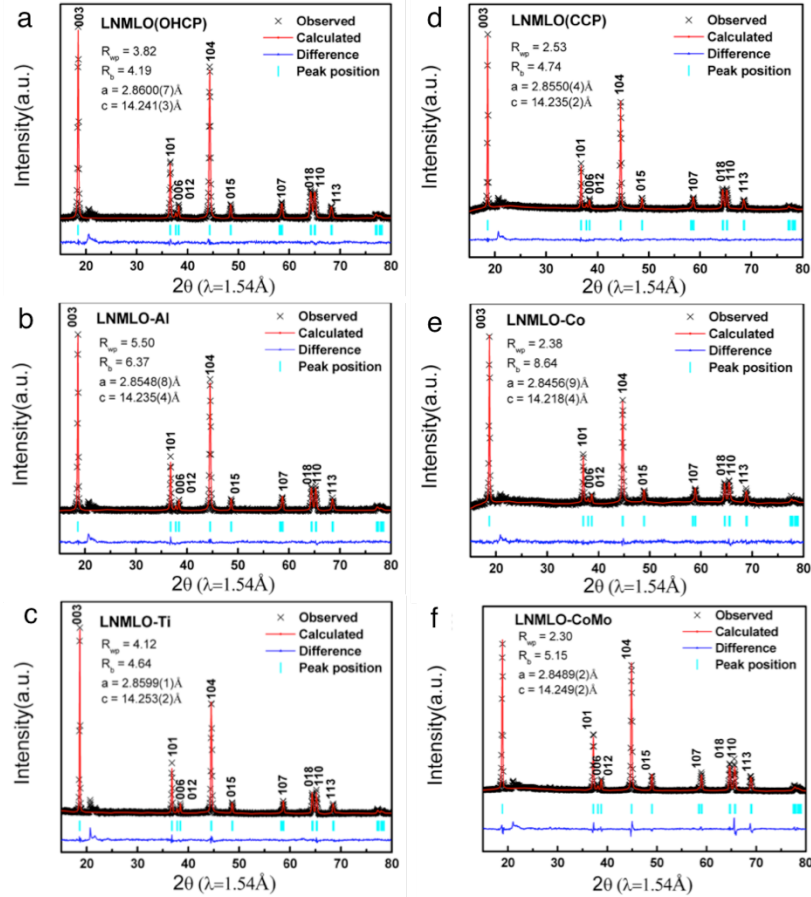 a
LNMLO(OHCP)
Rwp = 3.82
Rb = 4.19
a = 2.8600(7)Å
c = 14.241(3)Å
× Observed
Calculated
Difference
Peak position
003
101
006
012
104
015
107
018
110
113
Intensity(a.u.)
20 30 40 50 60 70 80
2θ (λ=1.54Å)
d
LNMLO(CCP)
Rwp = 2.53
Rb = 4.74
a = 2.8550(4)Å
c = 14.235(2)Å
× Observed
Calculated
Difference
Peak position
003
101
006
012
104
015
107
018
110
113
Intensity(a.u.)
20 30 40 50 60 70 80
2θ (λ=1.54Å)
b
LNMLO-Al
Rwp = 5.50
Rb = 6.37
a = 2.8548(8)Å
c = 14.235(4)Å
× Observed
Calculated
Difference
Peak position
003
101
006
012
104
015
107
018
110
113
Intensity(a.u.)
20 30 40 50 60 70 80
2θ (λ=1.54Å)
e
LNMLO-Co
Rwp = 2.38
Rb = 8.64
a = 2.8456(9)Å
c = 14.218(4)Å
× Observed
Calculated
Difference
Peak position
003
101
006
012
104
015
107
018
110
113
Intensity(a.u.)
20 30 40 50 60 70 80
2θ (λ=1.54Å)
c
LNMLO-Ti
Rwp = 4.12
Rb = 4.64
a = 2.8599(1)Å
c = 14.253(2)Å
× Observed
Calculated
Difference
Peak position
003
101
006
012
104
015
107
018
110
113
Intensity(a.u.)
20 30 40 50 60 70 80
2θ (λ=1.54Å)
f
LNMLO-CoMo
Rwp = 2.30
Rb = 5.15
a = 2.8489(2)Å
c = 14.249(2)Å
× Observed
Calculated
Difference
Peak position
101
006
012
104
015
107
018
110
113
Intensity(a.u.)
20 30 40 50 60 70 80
2θ (λ=1.54Å)